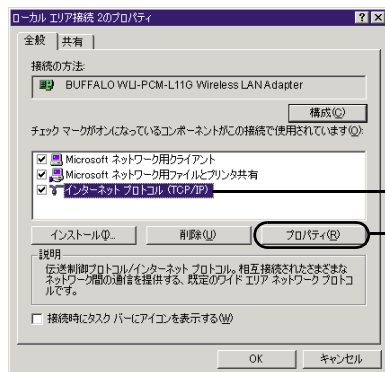 ローカル エリア接続 2のプロパティ
全般 共有
接続の方法:
BUFFALO WLI-PCM-L11G Wireless LAN Adapter
構成(C)
チェック マークがオンになっているコンポーネントがこの接続で使用されています(O):
Microsoft ネットワーク用クライアント
Microsoft ネットワーク用ファイルとプリンタ共有
インターネット プロトコル (TCP/IP)
インストール(I)... 削除(U) プロパティ(R)
説明
伝送制御プロトコル/インターネット プロトコル。相互接続されたさまざまな
ネットワーク間の通信を提供する、既定のワイド エリア ネットワーク プロトコ
ルです。
接続時にタスク バーにアイコンを表示する(W)
OK キャンセル